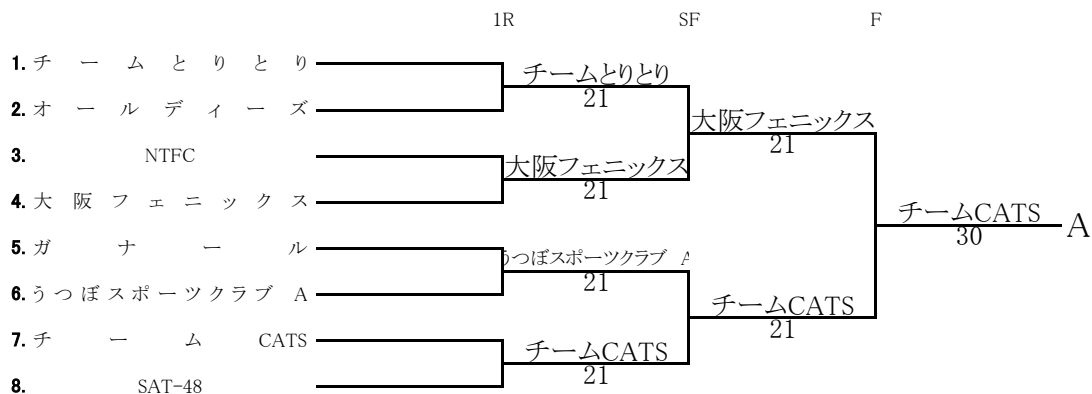 1R SF F
1. チームとりとり
チームとりとり
21
2. オールディーズ
大阪フェニックス
21
3. NTFC
大阪フェニックス
21
4. 大阪フェニックス
チームCATS
30
A
5. ガナール
うつぼスポーツクラブ A
21
6. うつぼスポーツクラブ A
チームCATS
21
7. チームCATS
チームCATS
21
8. SAT-48